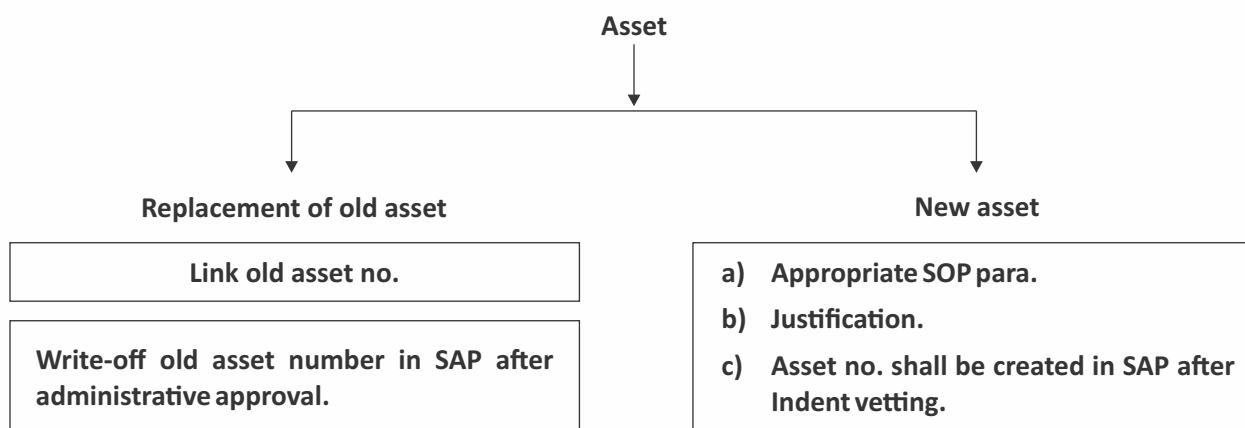 Asset
Replacement of old asset
Link old asset no.
Write-off old asset number in SAP after
administrative approval.
New asset
a) Appropriate SOP para.
b) Justification.
c) Asset no. shall be created in SAP after
Indent vetting.